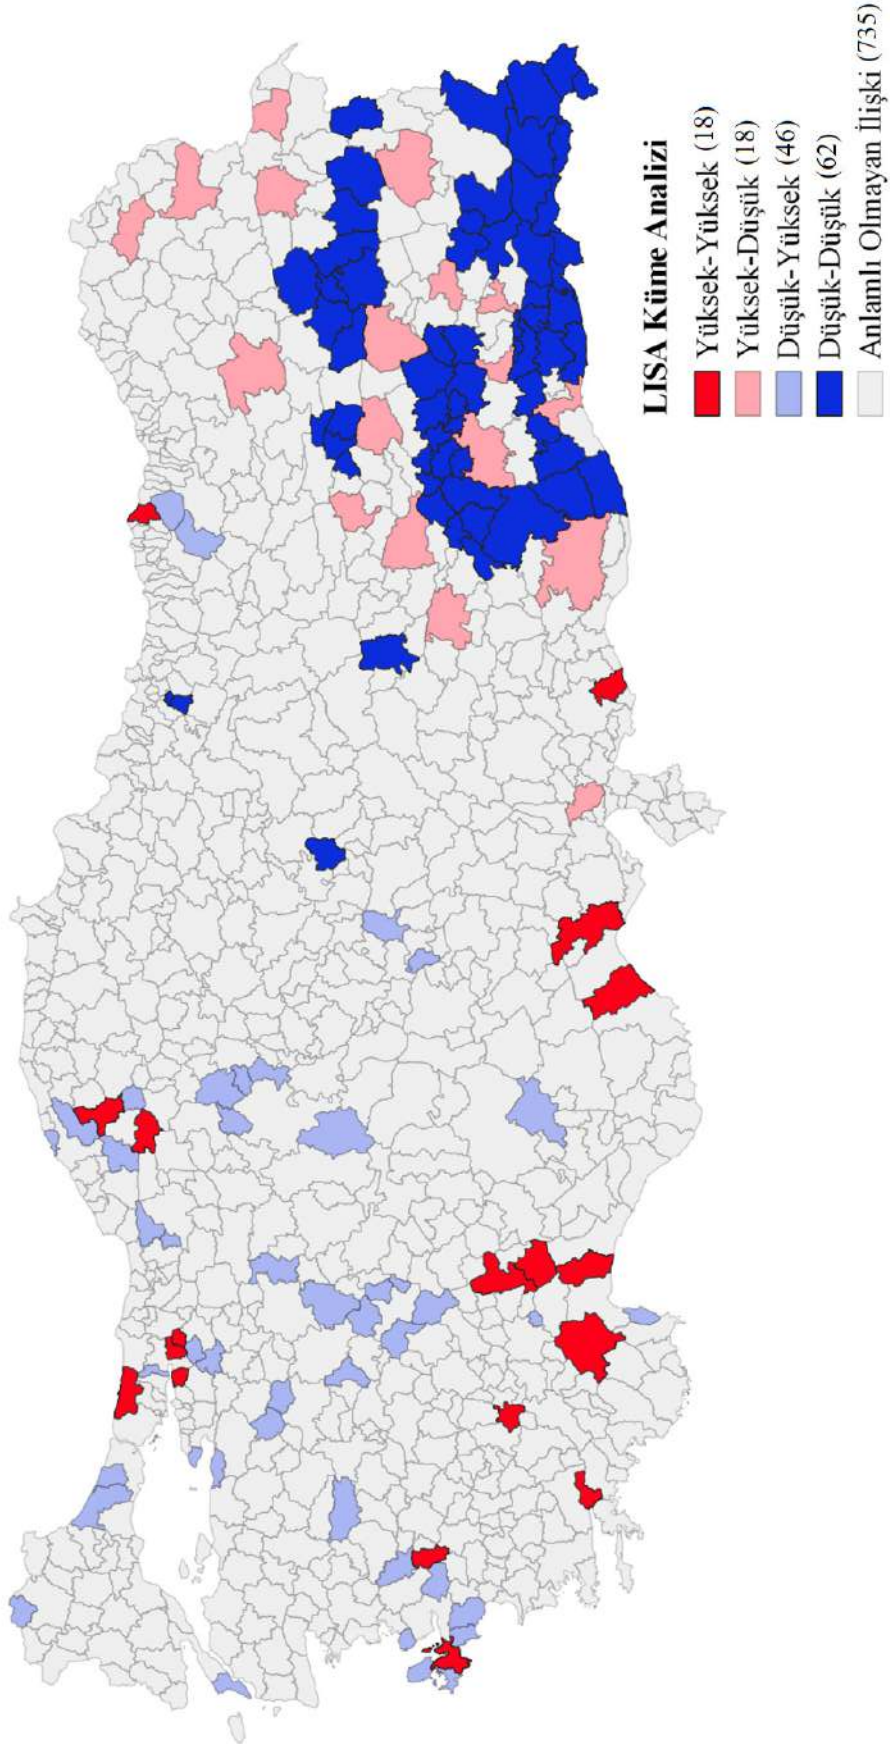 LISA Küme Analizi
Yüksek-Yüksek (18)
Yüksek-Düşük (18)
Düşük-Yüksek (46)
Düşük-Düşük (62)
Anlamlı Olmayan İlişki (735)